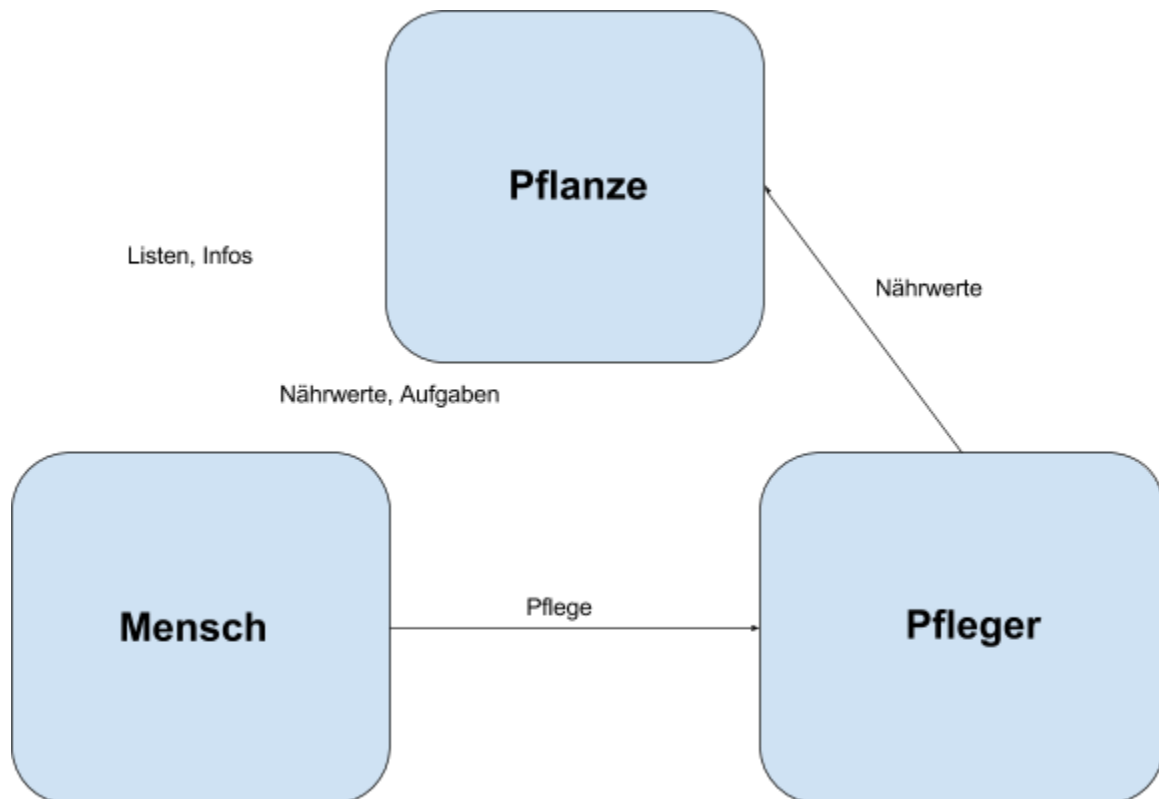 Pflanze
Listen, Infos
Nährwerte
Nährwerte, Aufgaben
Mensch
Pflege
Pfleger